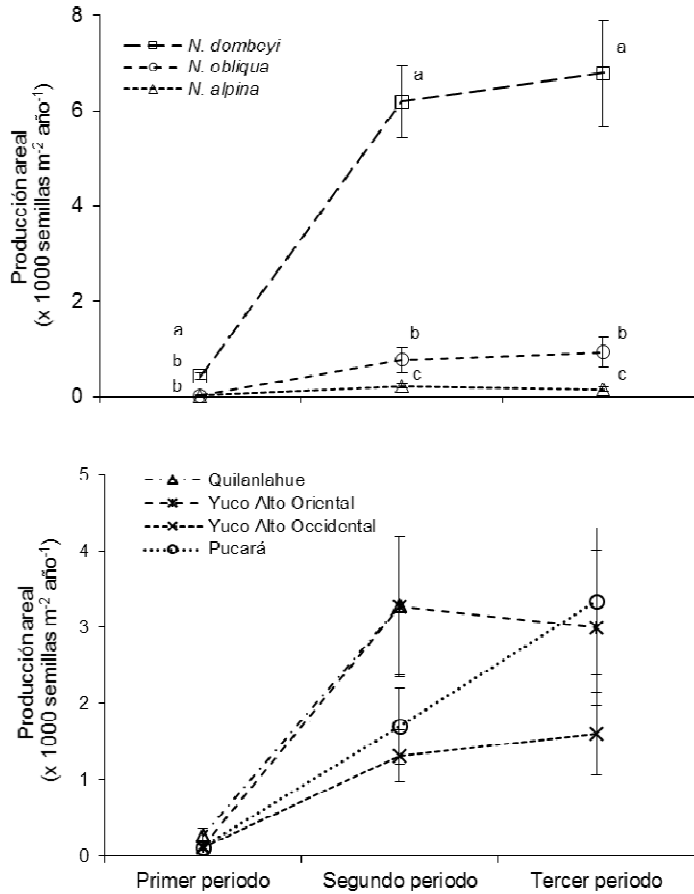 8
6
4
2
0
Producción areal
(x 1000 semillas m-2 año-1)
N. dombeyi
N. obliqua
N. alpina
a
b
b
a
b
c
a
b
c
5
4
3
2
1
0
Producción areal
(x 1000 semillas m-2 año-1)
Quilanlahue
Yuco Alto Oriental
Yuco Alto Occidental
Pucará
Primer periodo
Segundo periodo
Tercer periodo